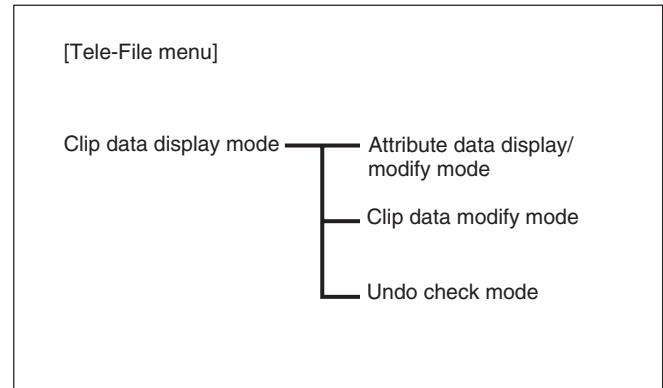 [Tele-File menu]
Clip data display mode
Attribute data display/
modify mode
Clip data modify mode
Undo check mode